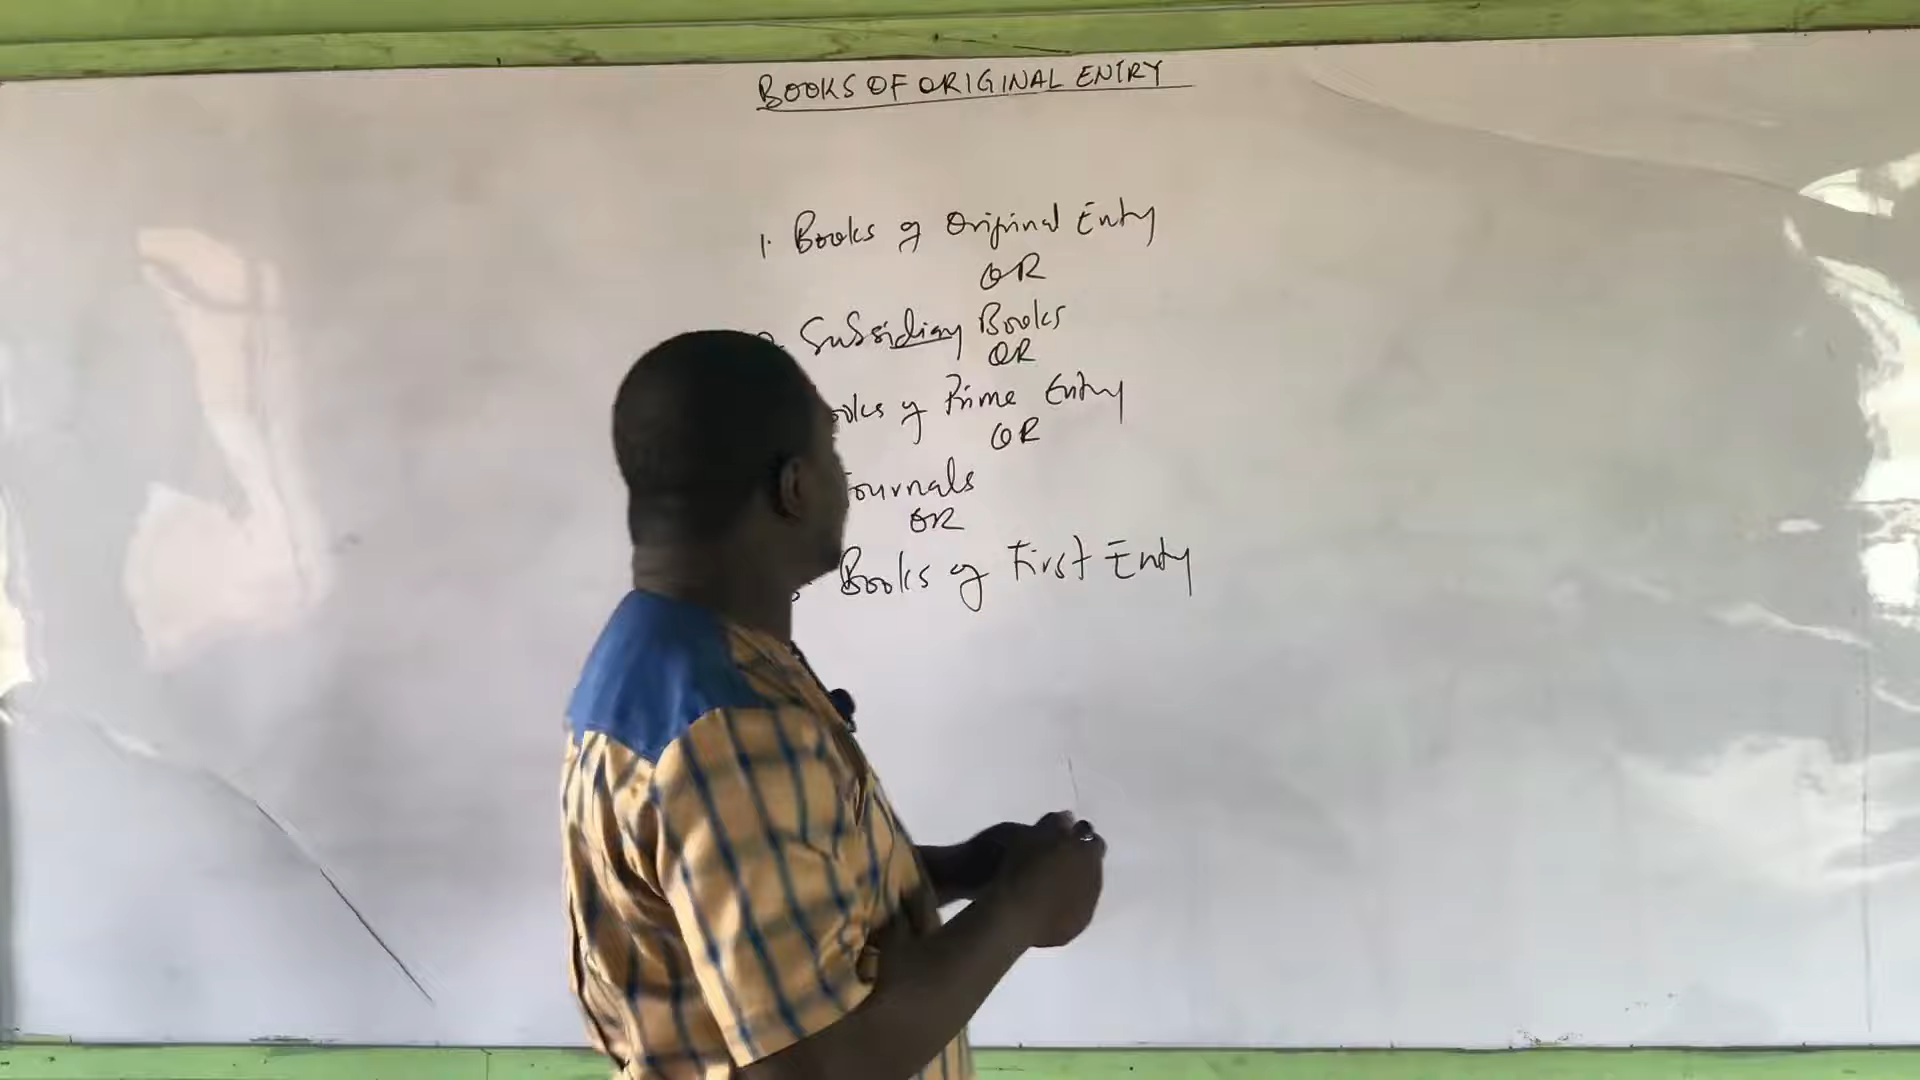 BOOKS OF ORIGINAL ENTRY
1. Books of Original Entry
OR
Subsidiary Books
OR
of Prime Entry
OR
Journals
OR
Books of First Entry